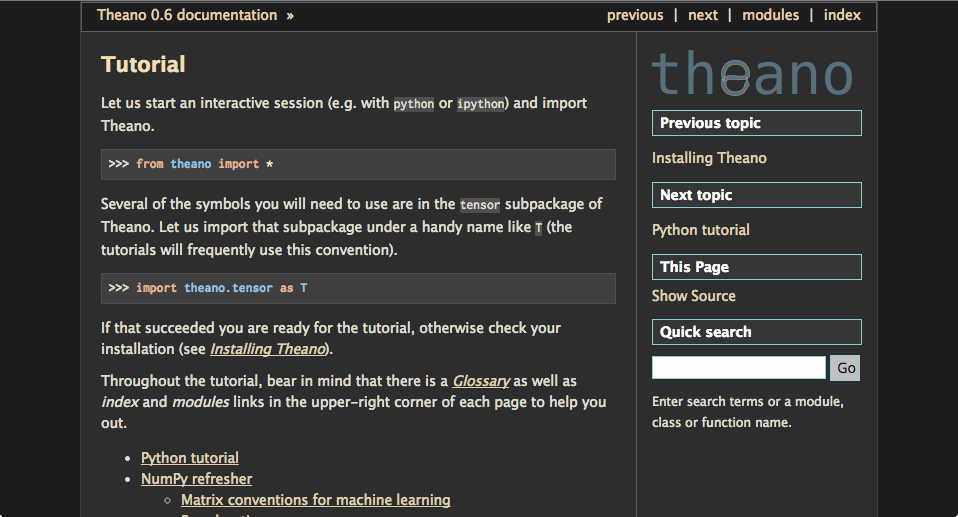 Theano 0.6 documentation »
previous | next | modules | index
Tutorial
Let us start an interactive session (e.g. with python or ipython) and import
Theano.
>>> from theano import *
Several of the symbols you will need to use are in the tensor subpackage of
Theano. Let us import that subpackage under a handy name like T (the
tutorials will frequently use this convention).
>>> import theano.tensor as T
If that succeeded you are ready for the tutorial, otherwise check your
installation (see Installing Theano).
Throughout the tutorial, bear in mind that there is a Glossary as well as
index and modules links in the upper-right corner of each page to help you
out.
• Python tutorial
• NumPy refresher
◦ Matrix conventions for machine learning
theano
Previous topic
Installing Theano
Next topic
Python tutorial
This Page
Show Source
Quick search
Go
Enter search terms or a module,
class or function name.